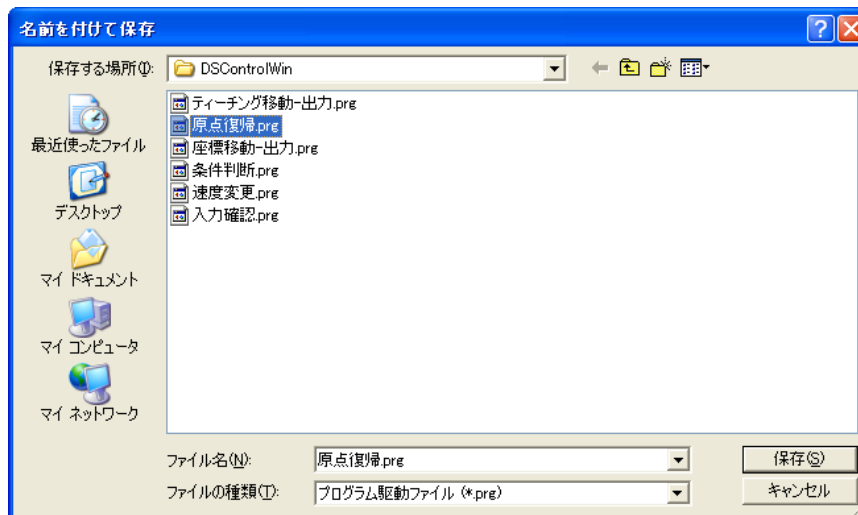 名前を付けて保存
保存する場所(I): DSControlWin
ティーチング移動-出力.prg
原点復帰.prg
座標移動-出力.prg
条件判断.prg
速度変更.prg
入力確認.prg
最近使ったファイル
デスクトップ
マイ ドキュメント
マイ コンピュータ
マイ ネットワーク
ファイル名(N): 原点復帰.prg 保存(S)
ファイルの種類(T): プログラム駆動ファイル (*.prg) キャンセル